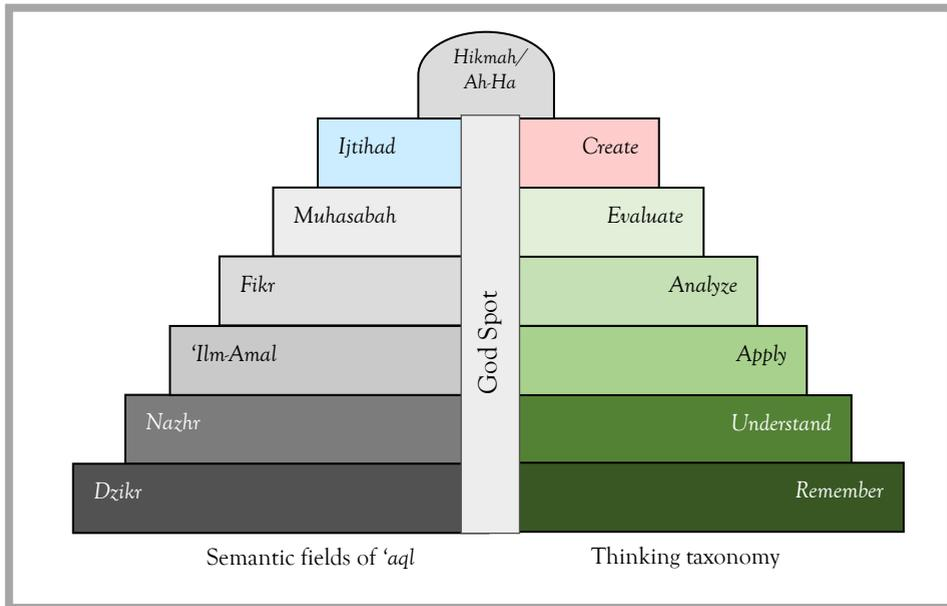 Hikmah/
Ah-Ha
Ijtihad
Create
Muhasabah
Evaluate
Fikr
Analyze
God Spot
‘Ilm-Amal
Apply
Nazhr
Understand
Dzikr
Remember
Semantic fields of ‘aql
Thinking taxonomy